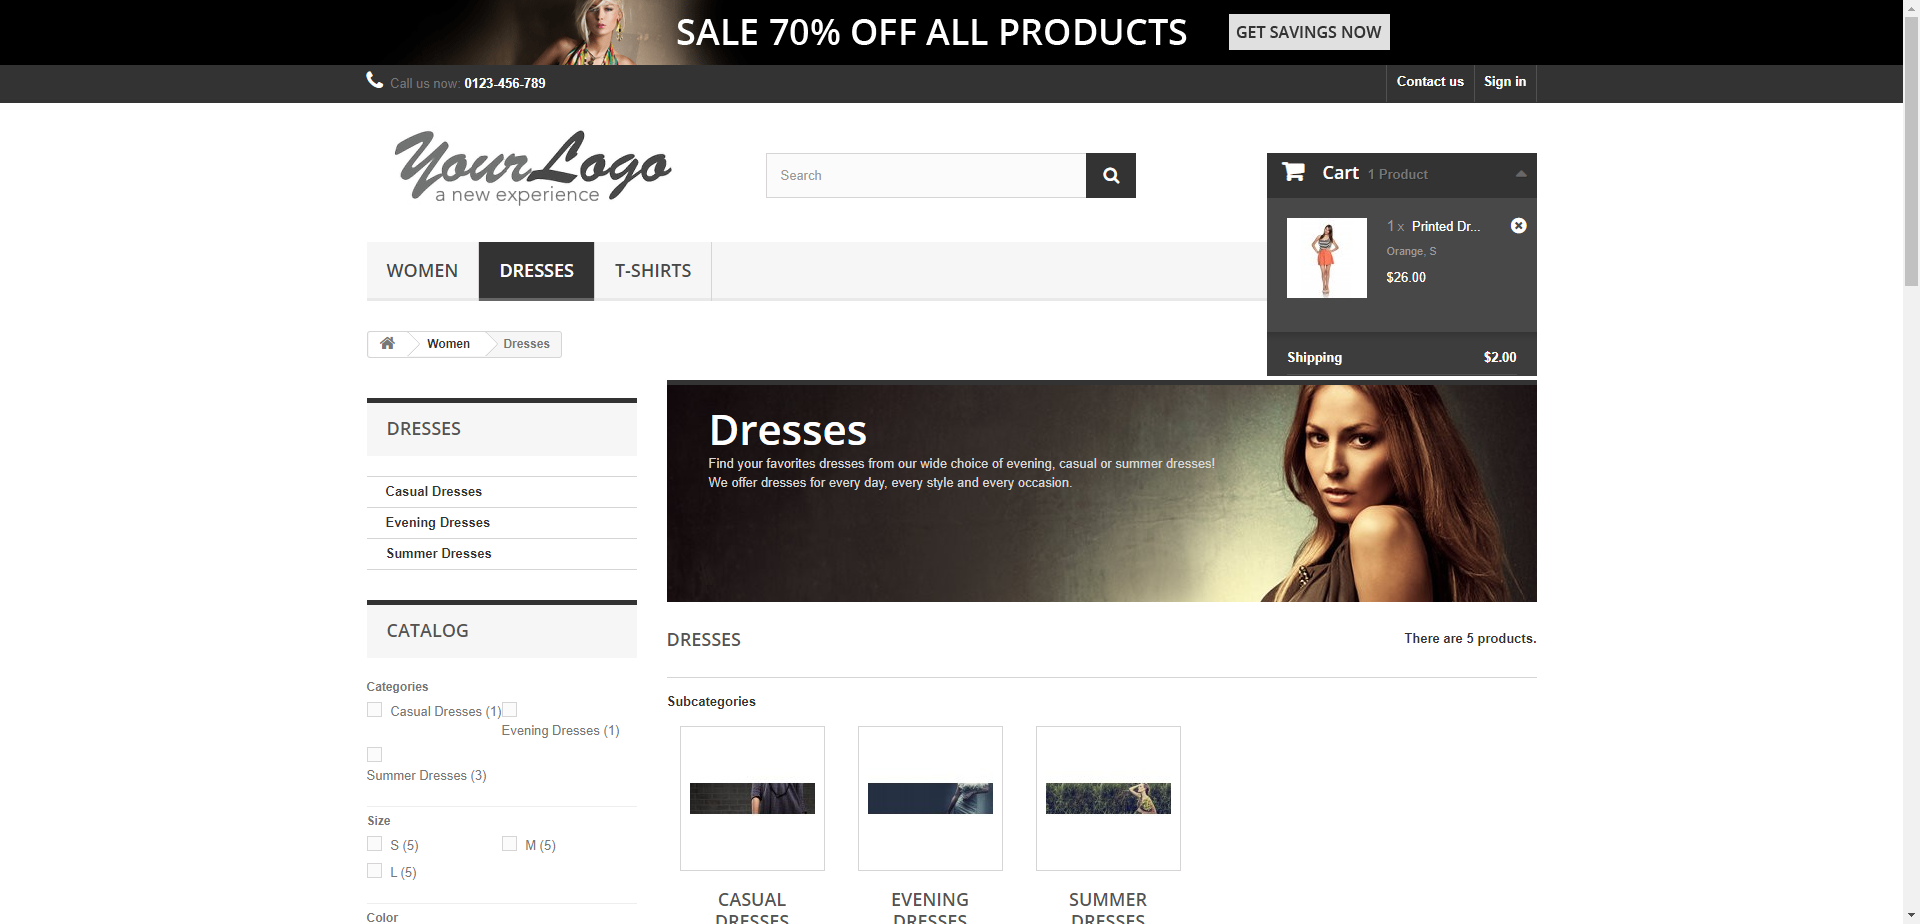 SALE 70% OFF ALL PRODUCTS
GET SAVINGS NOW
Call us now: 0123-456-789
Contact us
Sign in
YourLogo
a new experience
Search
Cart 1 Product
1 x Printed Dr...
Orange, S
$26.00
Shipping $2.00
WOMEN
DRESSES
T-SHIRTS
Women
Dresses
DRESSES
Casual Dresses
Evening Dresses
Summer Dresses
CATALOG
Categories
Casual Dresses (1)
Evening Dresses (1)
Summer Dresses (3)
Size
S (5)
M (5)
L (5)
Color
Dresses
Find your favorites dresses from our wide choice of evening, casual or summer dresses!
We offer dresses for every day, every style and every occasion.
DRESSES
There are 5 products.
Subcategories
CASUAL
DRESSES
EVENING
DRESSES
SUMMER
DRESSES